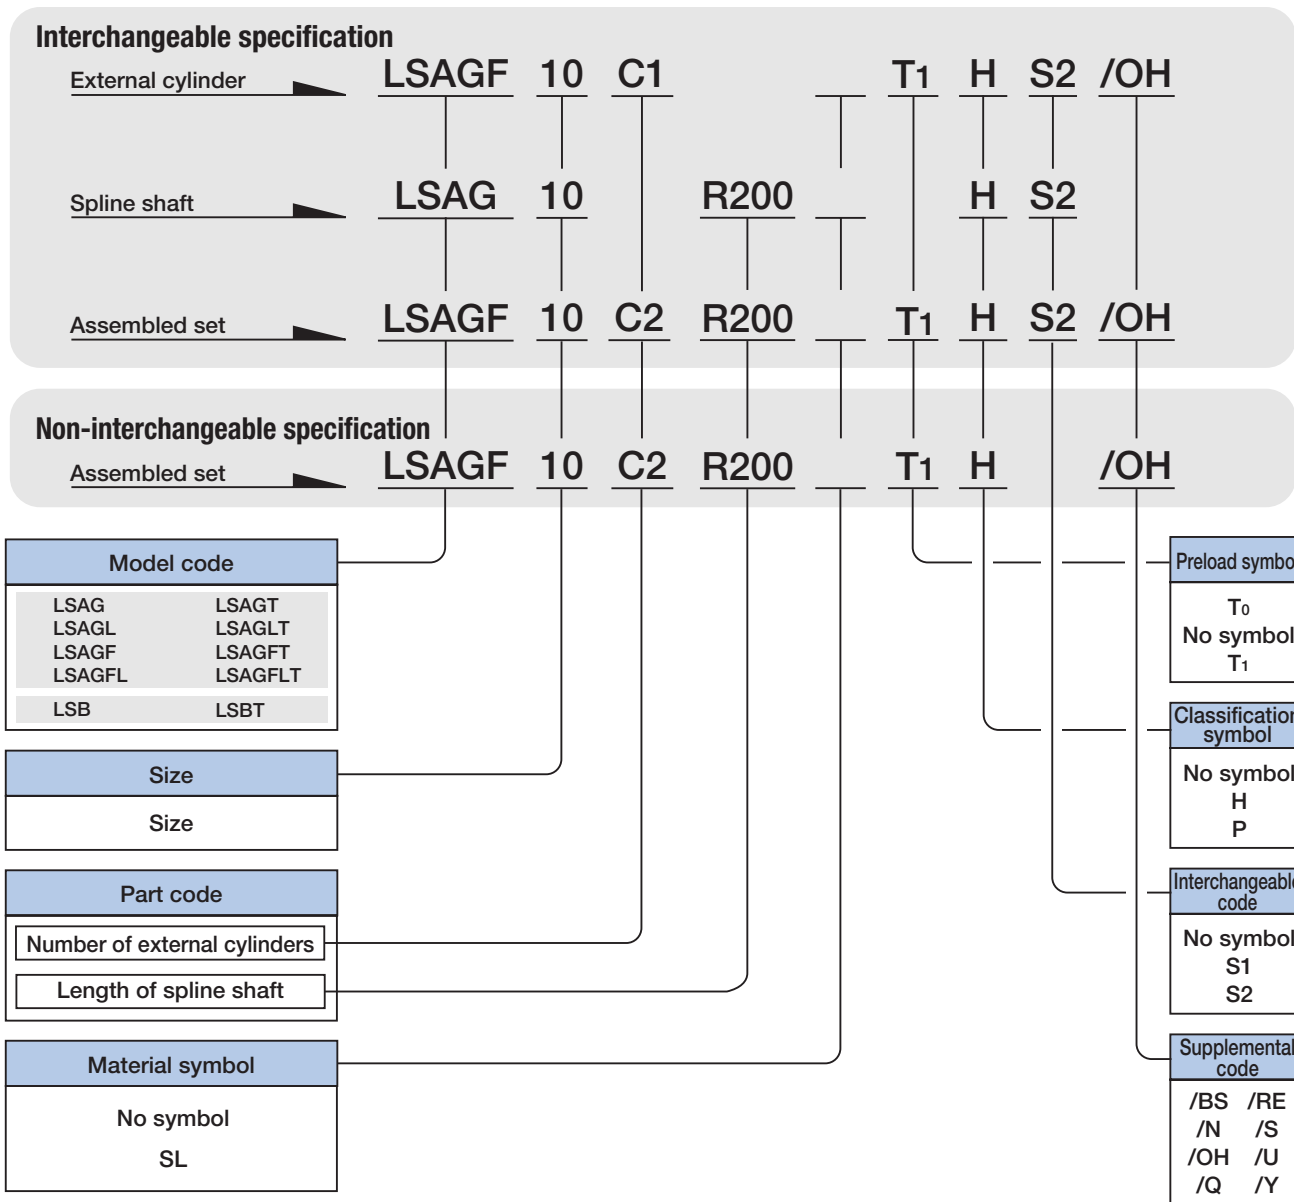 Interchangeable specification
External cylinder LSAGF 10 C1 T1 H S2 /OH
Spline shaft LSAG 10 R200 H S2
Assembled set LSAGF 10 C2 R200 T1 H S2 /OH
Non-interchangeable specification
Assembled set LSAGF 10 C2 R200 T1 H /OH
Model code
LSAG LSAGT
LSAGL LSAGLT
LSAGF LSAGFT
LSAGFL LSAGFLT
LSB LSBT
Size
Size
Part code
Number of external cylinders
Length of spline shaft
Material symbol
No symbol
SL
Preload symbo
T0
No symbol
T1
Classification
symbol
No symbol
H
P
Interchangeable
code
No symbol
S1
S2
Supplemental
code
/BS /RE
/N /S
/OH /U
/Q /Y